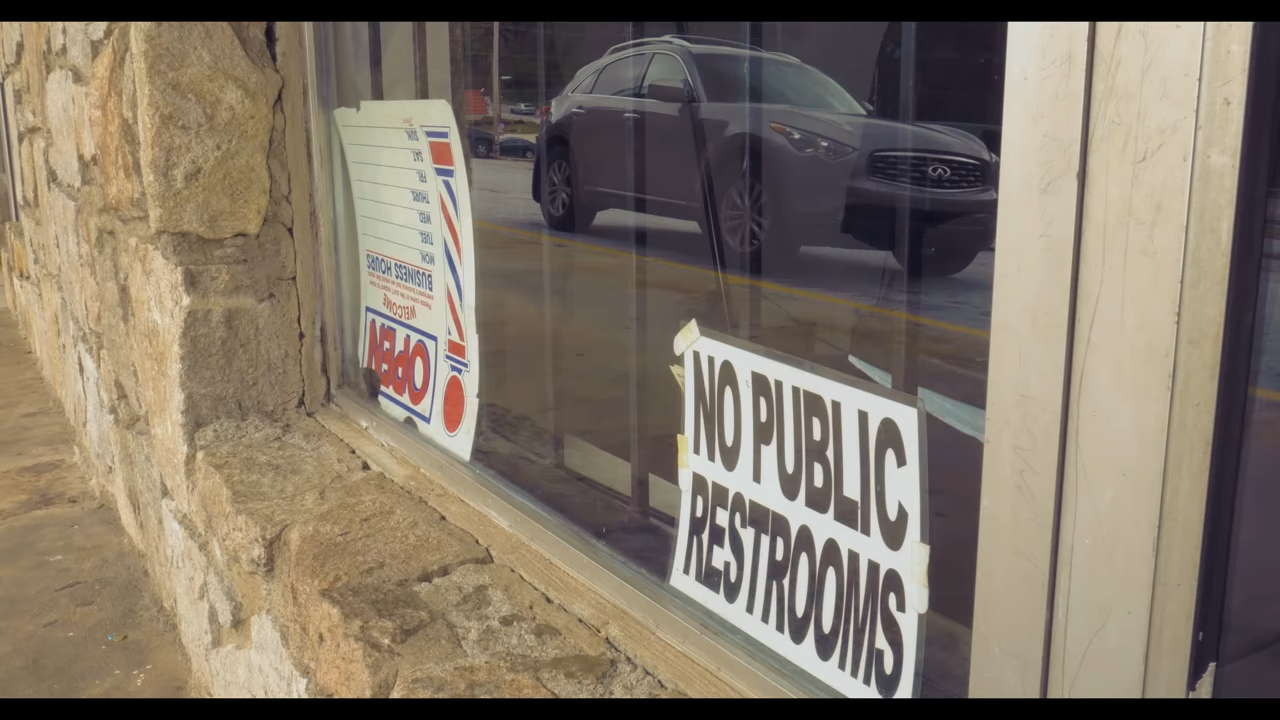 OPEN
WELCOME
BUSINESS HOURS
MON.
TUES.
WED.
THURS.
FRI.
SAT.
SUN.
NO PUBLIC
RESTROOMS